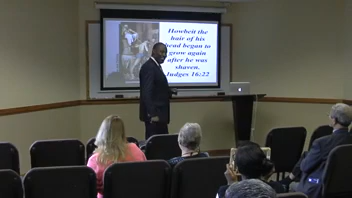 Howbeit the
hair of his
head began to
grow again
after he was
shaven.
Judges 16:22